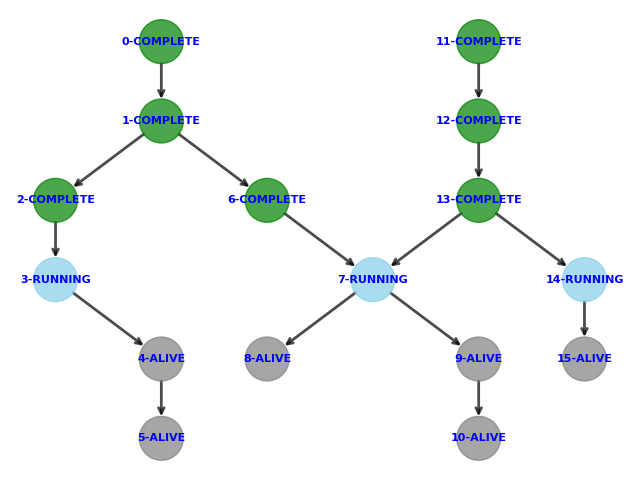 0-COMPLETE
11-COMPLETE
1-COMPLETE
12-COMPLETE
2-COMPLETE
6-COMPLETE
13-COMPLETE
3-RUNNING
7-RUNNING
14-RUNNING
4-ALIVE
8-ALIVE
9-ALIVE
15-ALIVE
5-ALIVE
10-ALIVE